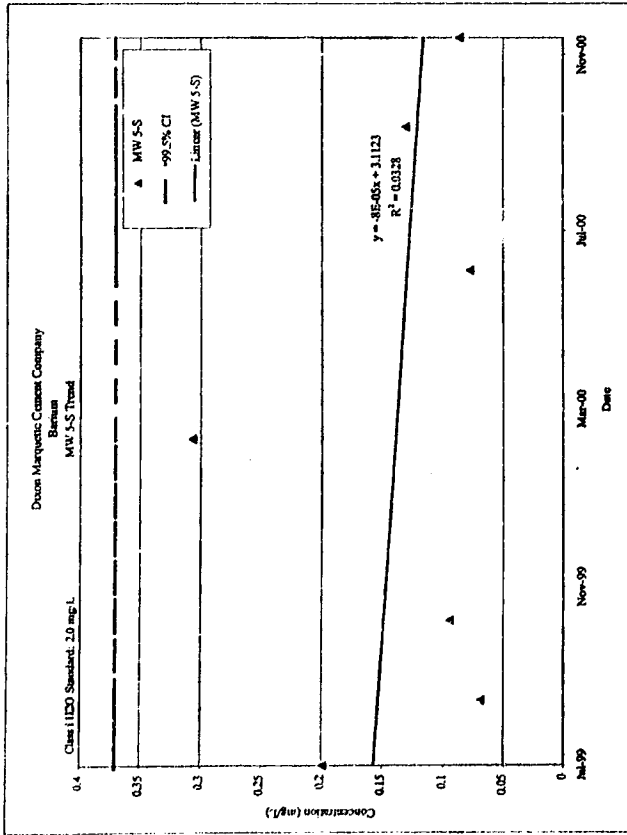 Dixon Marquette Cement Company
Barium
MW 5-S Trend
Class I H2O Standard: 2.0 mg/L
MW 5-S
+99.5% CI
Linear (MW 5-S)
y = -8E-05x + 3.1123
R² = 0.0328
Concentration (mg/L)
0.4
0.35
0.3
0.25
0.2
0.15
0.1
0.05
0
Jul-99
Nov-99
Mar-00
Jul-00
Nov-00
Date